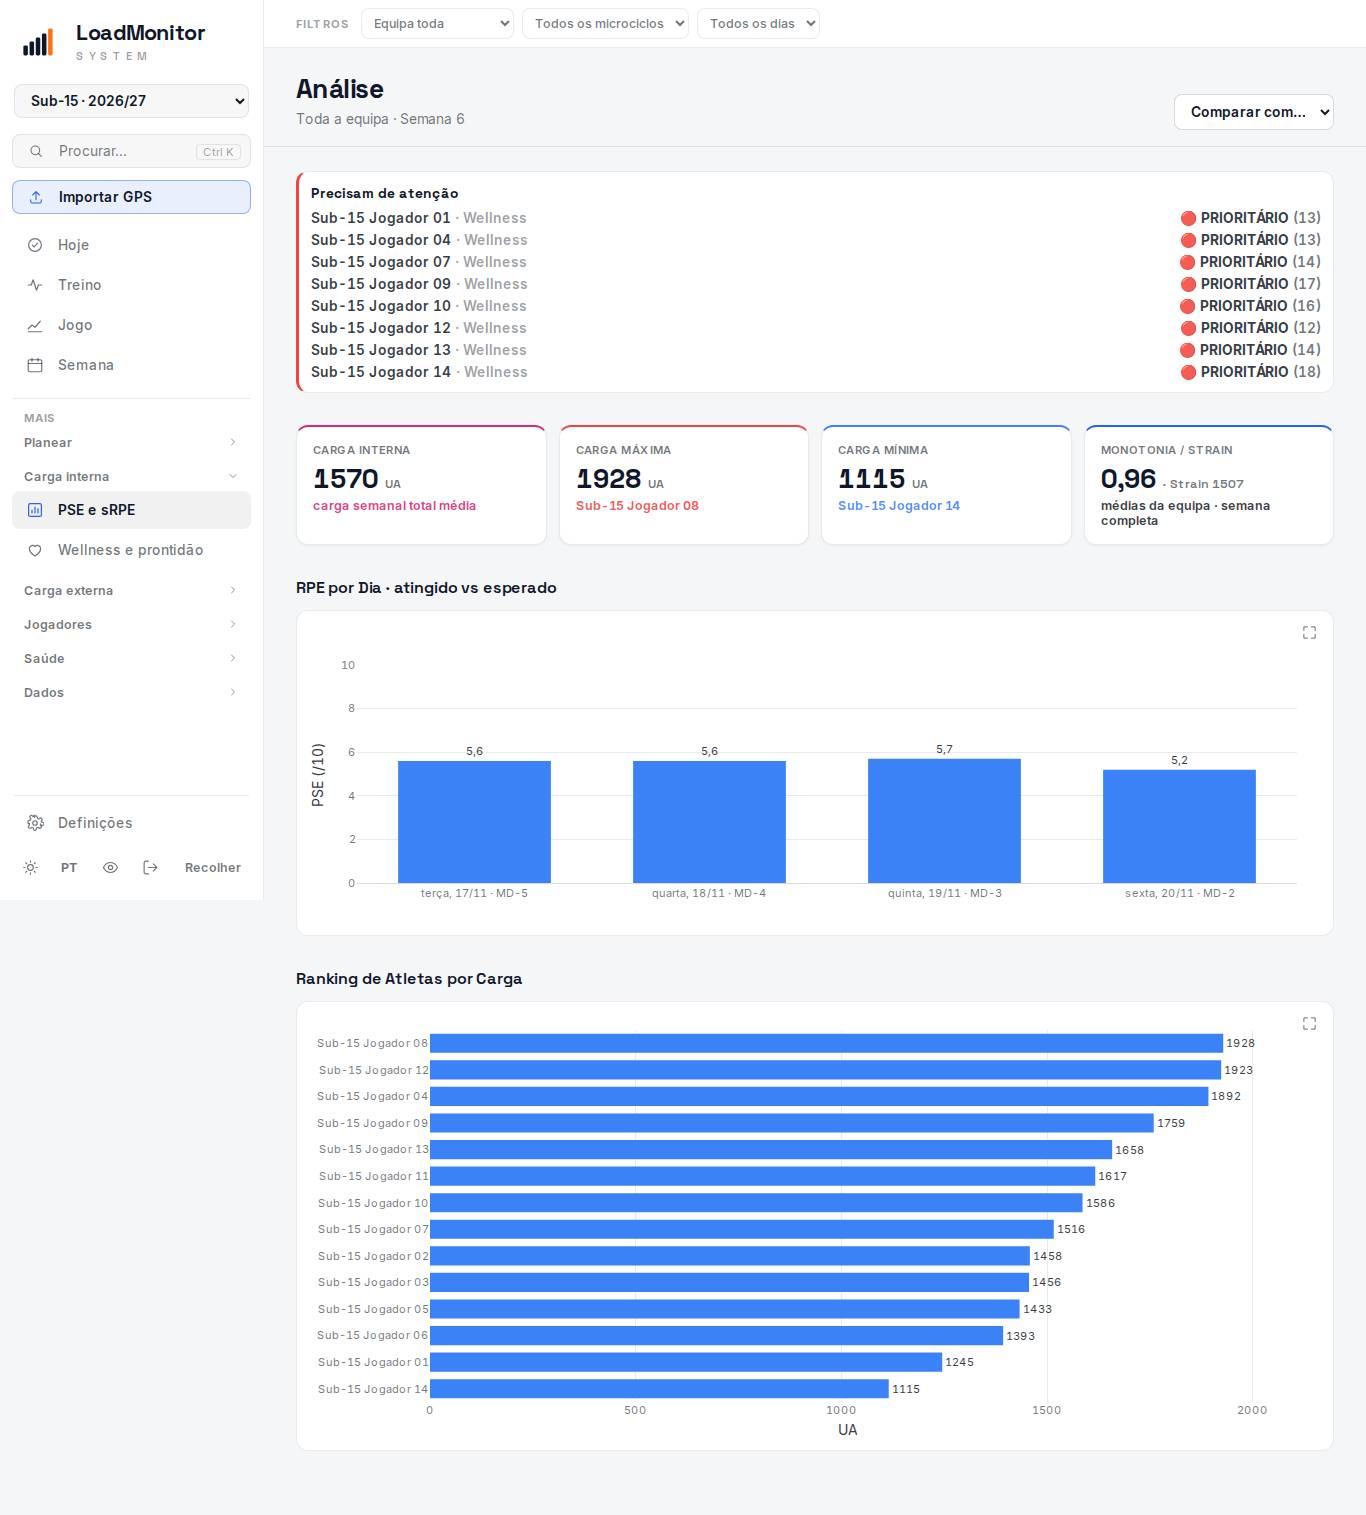 LoadMonitor
SYSTEM
Sub-15 · 2026/27
Procurar... Ctrl K
Importar GPS
Hoje
Treino
Jogo
Semana
MAIS
Planear
Carga interna
PSE e sRPE
Wellness e prontidão
Carga externa
Jogadores
Saúde
Dados
Definições
PT Recolher
FILTROS Equipa toda Todos os microciclos Todos os dias
Análise
Toda a equipa · Semana 6
Comparar com...
Precisam de atenção
Sub-15 Jogador 01 · Wellness PRIORITÁRIO (13)
Sub-15 Jogador 04 · Wellness PRIORITÁRIO (13)
Sub-15 Jogador 07 · Wellness PRIORITÁRIO (14)
Sub-15 Jogador 09 · Wellness PRIORITÁRIO (17)
Sub-15 Jogador 10 · Wellness PRIORITÁRIO (16)
Sub-15 Jogador 12 · Wellness PRIORITÁRIO (12)
Sub-15 Jogador 13 · Wellness PRIORITÁRIO (14)
Sub-15 Jogador 14 · Wellness PRIORITÁRIO (18)
CARGA INTERNA
1570 UA
carga semanal total média
CARGA MÁXIMA
1928 UA
Sub-15 Jogador 08
CARGA MÍNIMA
1115 UA
Sub-15 Jogador 14
MONOTONIA / STRAIN
0,96 · Strain 1507
médias da equipa · semana
completa
RPE por Dia · atingido vs esperado
PSE (/10)
10
8
6
4
2
0
5,6
5,6
5,7
5,2
terça, 17/11 · MD-5
quarta, 18/11 · MD-4
quinta, 19/11 · MD-3
sexta, 20/11 · MD-2
Ranking de Atletas por Carga
Sub-15 Jogador 08 1928
Sub-15 Jogador 12 1923
Sub-15 Jogador 04 1892
Sub-15 Jogador 09 1759
Sub-15 Jogador 13 1658
Sub-15 Jogador 11 1617
Sub-15 Jogador 10 1586
Sub-15 Jogador 07 1516
Sub-15 Jogador 02 1458
Sub-15 Jogador 03 1456
Sub-15 Jogador 05 1433
Sub-15 Jogador 06 1393
Sub-15 Jogador 01 1245
Sub-15 Jogador 14 1115
0 500 1000 1500 2000
UA